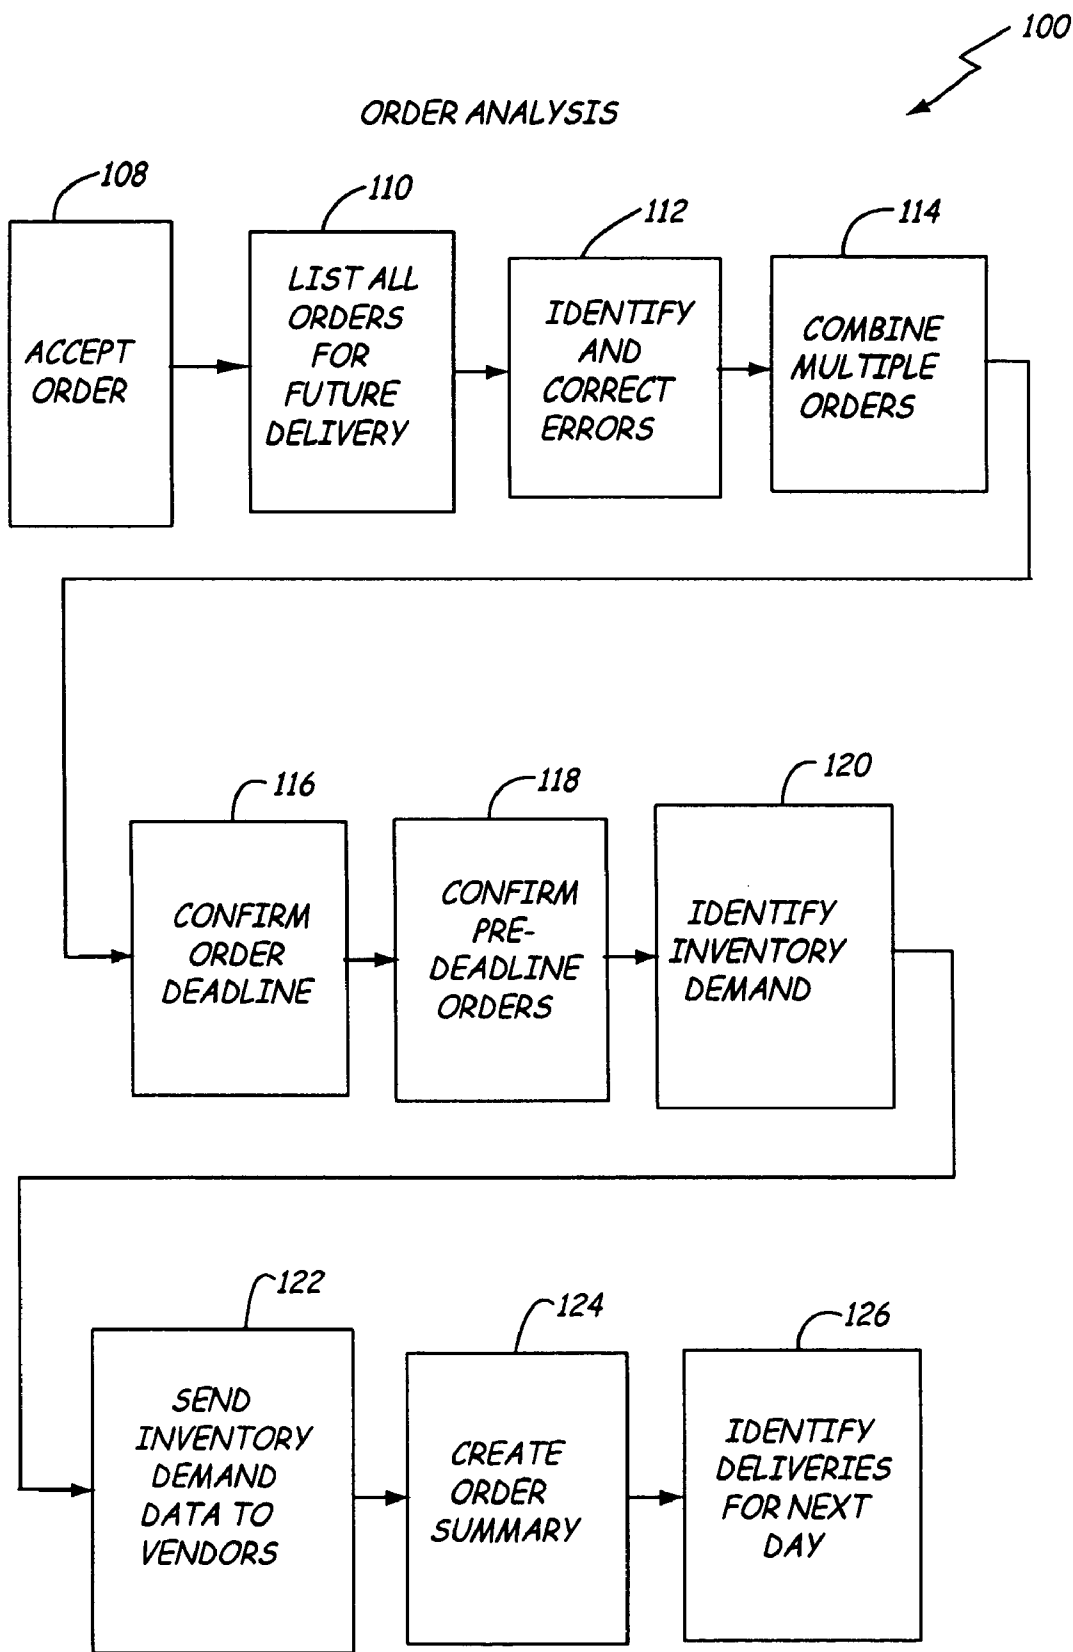 100
ORDER ANALYSIS
108
110
112
114
ACCEPT
ORDER
LIST ALL
ORDERS
FOR
FUTURE
DELIVERY
IDENTIFY
AND
CORRECT
ERRORS
COMBINE
MULTIPLE
ORDERS
116
118
120
CONFIRM
ORDER
DEADLINE
CONFIRM
PRE-
DEADLINE
ORDERS
IDENTIFY
INVENTORY
DEMAND
122
124
126
SEND
INVENTORY
DEMAND
DATA TO
VENDORS
CREATE
ORDER
SUMMARY
IDENTIFY
DELIVERIES
FOR NEXT
DAY